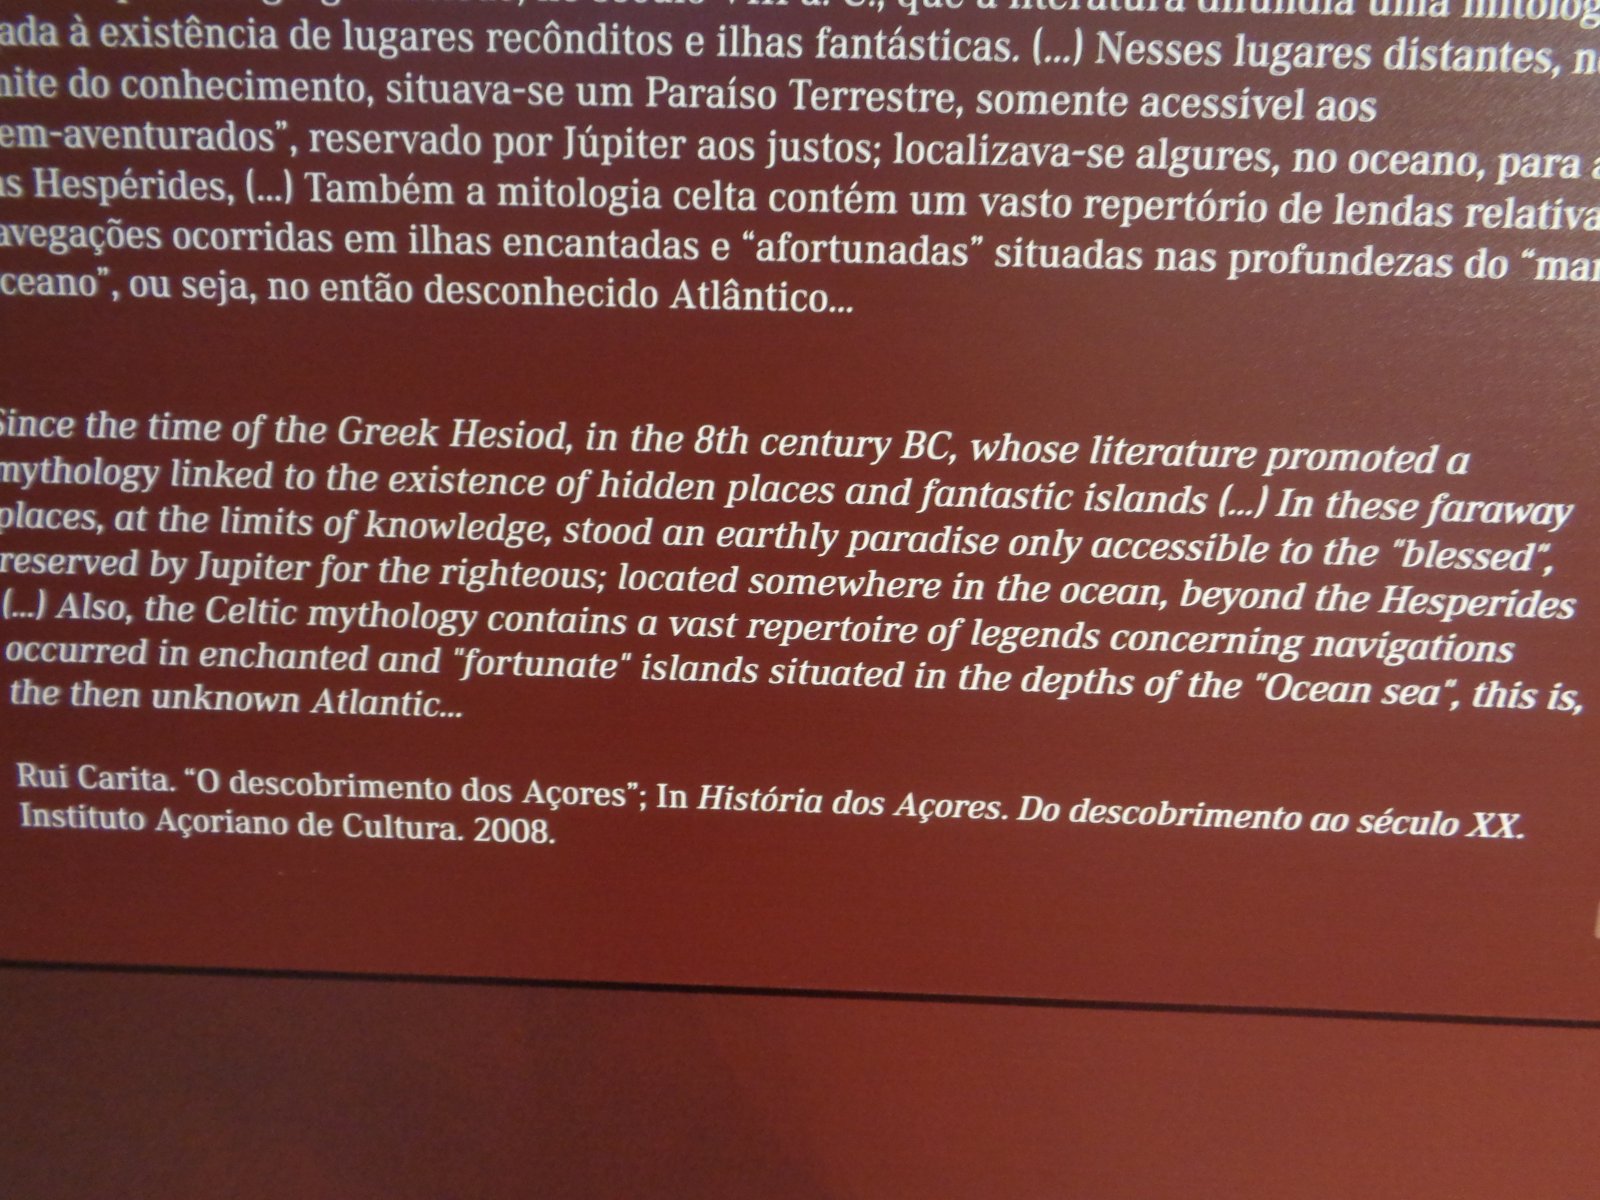 existência de lugares recônditos e ilhas fantásticas. (...) Nesses lugares distantes,
do conhecimento, situava-se um Paraíso Terrestre, somente acessivel aos
em-aventurados”, reservado por Júpiter aos justos; localizava-se algures, no oceano, para
Hespérides, (...) Também a mitologia celta contém um vasto repertório de lendas relativa
avegações ocorridas em ilhas encantadas e “afortunadas” situadas nas profundezas do “mar
ceano”, ou seja, no então desconhecido Atlântico...
Since the time of the Greek Hesiod, in the 8th century BC, whose literature promoted a
mythology linked to the existence of hidden places and fantastic islands (...) In these faraway
places, at the limits of knowledge, stood an earthly paradise only accessible to the "blessed",
reserved by Jupiter for the righteous; located somewhere in the ocean, beyond the Hesperides
(...) Also, the Celtic mythology contains a vast repertoire of legends concerning navigations
occurred in enchanted and "fortunate" islands situated in the depths of the "Ocean sea", this is,
the then unknown Atlantic...
Rui Carita. “O descobrimento dos Açores”; In História dos Açores. Do descobrimento ao século XX.
Instituto Açoriano de Cultura. 2008.